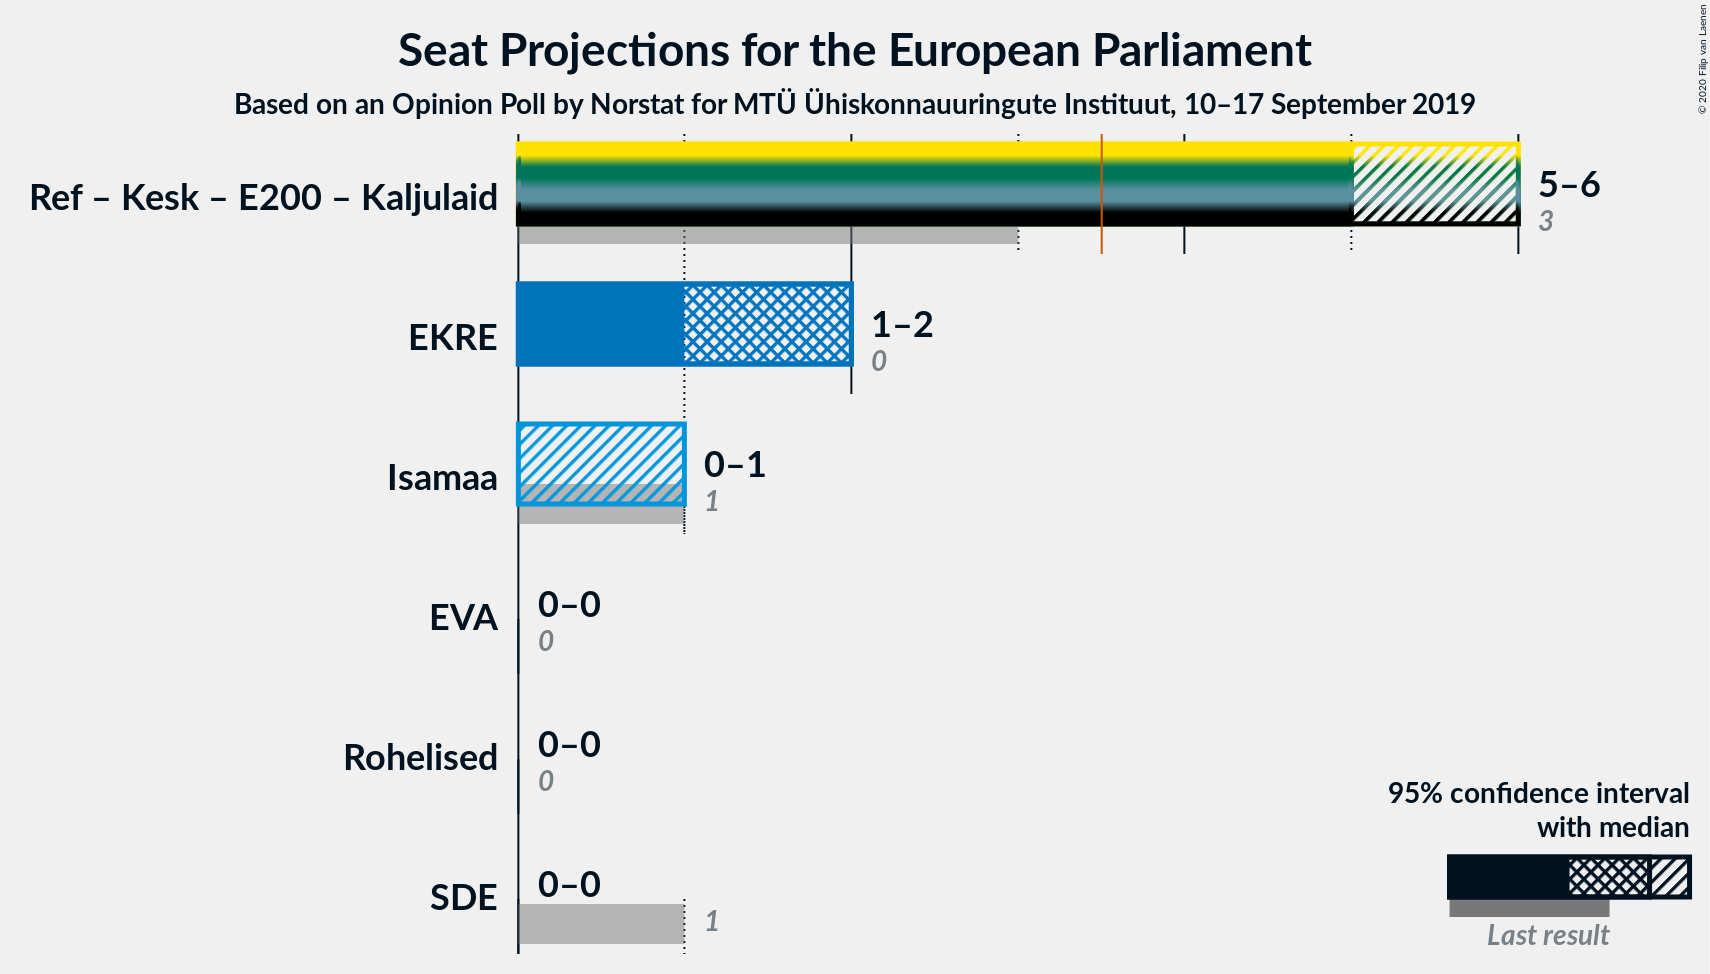 Seat Projections for the European Parliament
Based on an Opinion Poll by Norstat for MTÜ Ühiskonnauuringute Instituut, 10–17 September 2019
© 2020 Filip van Laenen
Ref – Kesk – E200 – Kaljulaid
5–6
3
EKRE
1–2
0
Isamaa
0–1
1
EVA
0–0
0
Rohelised
0–0
0
SDE
0–0
1
95% confidence interval
with median
Last result